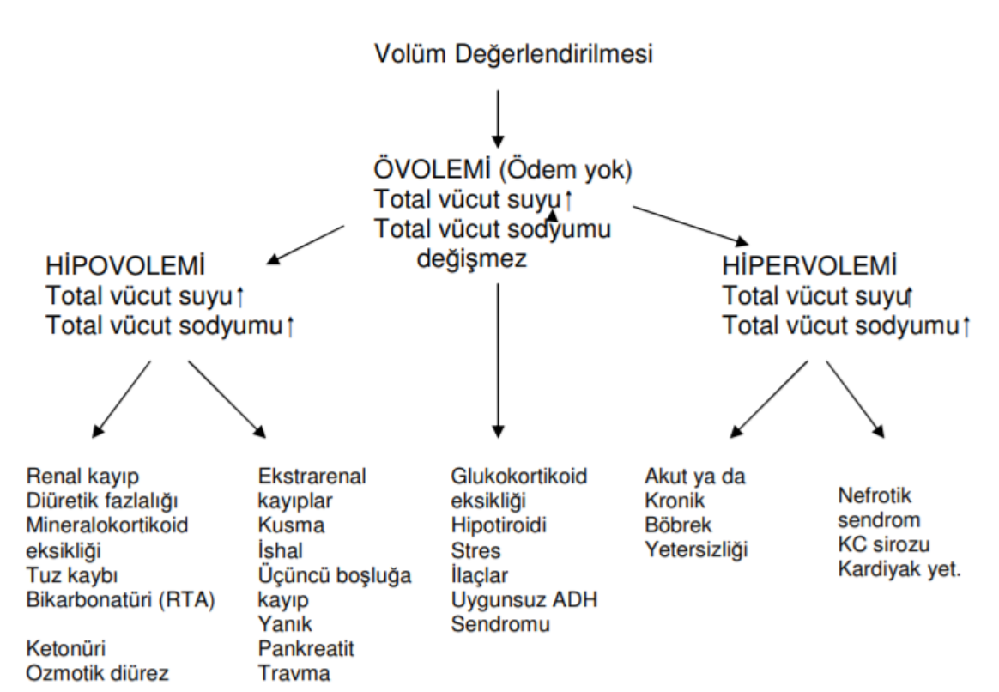 Volüm Değerlendirilmesi
ÖVOLEMİ (Ödem yok)
Total vücut suyu↑
Total vücut sodyumu
değişmez
HİPOVOLEMİ
Total vücut suyu↑
Total vücut sodyumu↑
HİPERVOLEMİ
Total vücut suyu↑
Total vücut sodyumu↑
Renal kayıp
Diüretik fazlalığı
Mineralokortikoid
eksikliği
Tuz kaybı
Bikarbonatüri (RTA)
Ketonüri
Ozmotik diürez
Ekstrarenal
kayıplar
Kusma
İshal
Üçüncü boşluğa
kayıp
Yanık
Pankreatit
Travma
Glukokortikoid
eksikliği
Hipotiroidi
Stres
İlaçlar
Uygunsuz ADH
Sendromu
Akut ya da
Kronik
Böbrek
Yetersizliği
Nefrotik
sendrom
KC sirozu
Kardiyak yet.